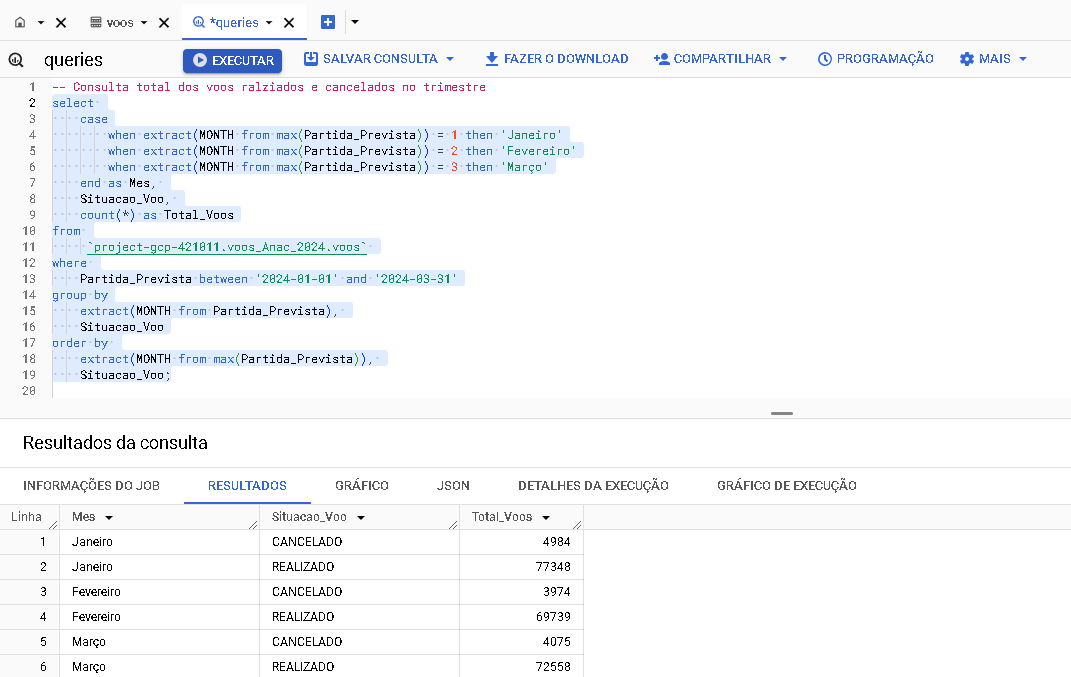 voos
*queries
queries EXECUTAR SALVAR CONSULTA FAZER O DOWNLOAD COMPARTILHAR PROGRAMAÇÃO MAIS
1 -- Consulta total dos voos ralziados e cancelados no trimestre
2 select
3 case
4 when extract(MONTH from max(Partida_Prevista)) = 1 then 'Janeiro'
5 when extract(MONTH from max(Partida_Prevista)) = 2 then 'Fevereiro'
6 when extract(MONTH from max(Partida_Prevista)) = 3 then 'Março'
7 end as Mes,
8 Situacao_Voo,
9 count(*) as Total_Voos
10 from
11 `project-gcp-421011.voos_Anac_2024.voos`
12 where
13 Partida_Prevista between '2024-01-01' and '2024-03-31'
14 group by
15 extract(MONTH from Partida_Prevista),
16 Situacao_Voo
17 order by
18 extract(MONTH from max(Partida_Prevista)),
19 Situacao_Voo;
20
Resultados da consulta
INFORMAÇÕES DO JOB RESULTADOS GRÁFICO JSON DETALHES DA EXECUÇÃO GRÁFICO DE EXECUÇÃO
Linha Mes Situacao_Voo Total_Voos
1 Janeiro CANCELADO 4984
2 Janeiro REALIZADO 77348
3 Fevereiro CANCELADO 3974
4 Fevereiro REALIZADO 69739
5 Março CANCELADO 4075
6 Março REALIZADO 72558